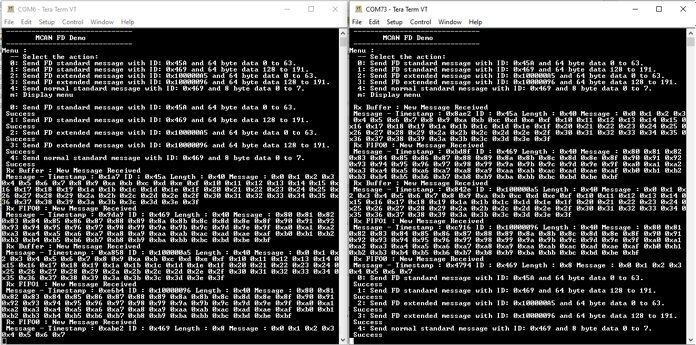 COM6 - Tera Term VT
File Edit Setup Control Window Help
------------------------------
MCAN FD Demo
------------------------------
Menu :
-- Select the action:
0: Send FD standard message with ID: 0x45A and 64 byte data 0 to 63.
1: Send FD standard message with ID: 0x469 and 64 byte data 128 to 191.
2: Send FD extended message with ID: 0x100000A5 and 64 byte data 0 to 63.
3: Send FD extended message with ID: 0x10000096 and 64 byte data 128 to 191.
4: Send normal standard message with ID: 0x469 and 8 byte data 0 to 7.
m: Display menu
0: Send FD standard message with ID: 0x45A and 64 byte data 0 to 63.
Success
1: Send FD standard message with ID: 0x469 and 64 byte data 128 to 191.
Success
2: Send FD extended message with ID: 0x100000A5 and 64 byte data 0 to 63.
Success
3: Send FD extended message with ID: 0x10000096 and 64 byte data 128 to 191.
Success
4: Send normal standard message with ID: 0x469 and 8 byte data 0 to 7.
Success
Rx Buffer : New Message Received
Message - Timestamp : 0x1a7 ID : 0x45a Length : 0x40 Message : 0x0 0x1 0x2 0x3
0x4 0x5 0x6 0x7 0x8 0x9 0xa 0xb 0xc 0xd 0xe 0xf 0x10 0x11 0x12 0x13 0x14 0x15 0x
16 0x17 0x18 0x19 0x1a 0x1b 0x1c 0x1d 0x1e 0x1f 0x20 0x21 0x22 0x23 0x24 0x25 0x
26 0x27 0x28 0x29 0x2a 0x2b 0x2c 0x2d 0x2e 0x2f 0x30 0x31 0x32 0x33 0x34 0x35 0x
36 0x37 0x38 0x39 0x3a 0x3b 0x3c 0x3d 0x3e 0x3f
Rx FIFO0 : New Message Received
Message - Timestamp : 0x9da9 ID : 0x469 Length : 0x40 Message : 0x80 0x81 0x82
0x83 0x84 0x85 0x86 0x87 0x88 0x89 0x8a 0x8b 0x8c 0x8d 0x8e 0x8f 0x90 0x91 0x92
0x93 0x94 0x95 0x96 0x97 0x98 0x99 0x9a 0x9b 0x9c 0x9d 0x9e 0x9f 0xa0 0xa1 0xa2
0xa3 0xa4 0xa5 0xa6 0xa7 0xa8 0xa9 0xaa 0xab 0xac 0xad 0xae 0xaf 0xb0 0xb1 0xb2
0xb3 0xb4 0xb5 0xb6 0xb7 0xb8 0xb9 0xba 0xbb 0xbc 0xbd 0xbe 0xbf
Rx Buffer : New Message Received
Message - Timestamp : 0xa858 ID : 0x100000a5 Length : 0x40 Message : 0x0 0x1 0x
2 0x3 0x4 0x5 0x6 0x7 0x8 0x9 0xa 0xb 0xc 0xd 0xe 0xf 0x10 0x11 0x12 0x13 0x14 0
x15 0x16 0x17 0x18 0x19 0x1a 0x1b 0x1c 0x1d 0x1e 0x1f 0x20 0x21 0x22 0x23 0x24 0
x25 0x26 0x27 0x28 0x29 0x2a 0x2b 0x2c 0x2d 0x2e 0x2f 0x30 0x31 0x32 0x33 0x34 0
x35 0x36 0x37 0x38 0x39 0x3a 0x3b 0x3c 0x3d 0x3e 0x3f
Rx FIFO1 : New Message Received
Message - Timestamp : 0xe6b4 ID : 0x10000096 Length : 0x40 Message : 0x80 0x81
0x82 0x83 0x84 0x85 0x86 0x87 0x88 0x89 0x8a 0x8b 0x8c 0x8d 0x8e 0x8f 0x90 0x91
0x92 0x93 0x94 0x95 0x96 0x97 0x98 0x99 0x9a 0x9b 0x9c 0x9d 0x9e 0x9f 0xa0 0xa1
0xa2 0xa3 0xa4 0xa5 0xa6 0xa7 0xa8 0xa9 0xaa 0xab 0xac 0xad 0xae 0xaf 0xb0 0xb1
0xb2 0xb3 0xb4 0xb5 0xb6 0xb7 0xb8 0xb9 0xba 0xbb 0xbc 0xbd 0xbe 0xbf
Rx FIFO0 : New Message Received
Message - Timestamp : 0xabe2 ID : 0x469 Length : 0x8 Message : 0x0 0x1 0x2 0x3
0x4 0x5 0x6 0x7
COM73 - Tera Term VT
File Edit Setup Control Window Help
------------------------------
MCAN FD Demo
------------------------------
Menu :
-- Select the action:
0: Send FD standard message with ID: 0x45A and 64 byte data 0 to 63.
1: Send FD standard message with ID: 0x469 and 64 byte data 128 to 191.
2: Send FD extended message with ID: 0x100000A5 and 64 byte data 0 to 63.
3: Send FD extended message with ID: 0x10000096 and 64 byte data 128 to 191.
4: Send normal standard message with ID: 0x469 and 8 byte data 0 to 7.
m: Display menu
Rx Buffer : New Message Received
Message - Timestamp : 0x8ae2 ID : 0x45a Length : 0x40 Message : 0x0 0x1 0x2 0x3
0x4 0x5 0x6 0x7 0x8 0x9 0xa 0xb 0xc 0xd 0xe 0xf 0x10 0x11 0x12 0x13 0x14 0x15 0x
16 0x17 0x18 0x19 0x1a 0x1b 0x1c 0x1d 0x1e 0x1f 0x20 0x21 0x22 0x23 0x24 0x25 0x
26 0x27 0x28 0x29 0x2a 0x2b 0x2c 0x2d 0x2e 0x2f 0x30 0x31 0x32 0x33 0x34 0x35 0x
36 0x37 0x38 0x39 0x3a 0x3b 0x3c 0x3d 0x3e 0x3f
Rx FIFO0 : New Message Received
Message - Timestamp : 0xbd8f ID : 0x469 Length : 0x40 Message : 0x80 0x81 0x82
0x83 0x84 0x85 0x86 0x87 0x88 0x89 0x8a 0x8b 0x8c 0x8d 0x8e 0x8f 0x90 0x91 0x92
0x93 0x94 0x95 0x96 0x97 0x98 0x99 0x9a 0x9b 0x9c 0x9d 0x9e 0x9f 0xa0 0xa1 0xa2
0xa3 0xa4 0xa5 0xa6 0xa7 0xa8 0xa9 0xaa 0xab 0xac 0xad 0xae 0xaf 0xb0 0xb1 0xb2
0xb3 0xb4 0xb5 0xb6 0xb7 0xb8 0xb9 0xba 0xbb 0xbc 0xbd 0xbe 0xbf
Rx Buffer : New Message Received
Message - Timestamp : 0x842e ID : 0x100000a5 Length : 0x40 Message : 0x0 0x1 0x
2 0x3 0x4 0x5 0x6 0x7 0x8 0x9 0xa 0xb 0xc 0xd 0xe 0xf 0x10 0x11 0x12 0x13 0x14 0
x15 0x16 0x17 0x18 0x19 0x1a 0x1b 0x1c 0x1d 0x1e 0x1f 0x20 0x21 0x22 0x23 0x24 0
x25 0x26 0x27 0x28 0x29 0x2a 0x2b 0x2c 0x2d 0x2e 0x2f 0x30 0x31 0x32 0x33 0x34 0
x35 0x36 0x37 0x38 0x39 0x3a 0x3b 0x3c 0x3d 0x3e 0x3f
Rx FIFO1 : New Message Received
Message - Timestamp : 0xc916 ID : 0x10000096 Length : 0x40 Message : 0x80 0x81
0x82 0x83 0x84 0x85 0x86 0x87 0x88 0x89 0x8a 0x8b 0x8c 0x8d 0x8e 0x8f 0x90 0x91
0x92 0x93 0x94 0x95 0x96 0x97 0x98 0x99 0x9a 0x9b 0x9c 0x9d 0x9e 0x9f 0xa0 0xa1
0xa2 0xa3 0xa4 0xa5 0xa6 0xa7 0xa8 0xa9 0xaa 0xab 0xac 0xad 0xae 0xaf 0xb0 0xb1
0xb2 0xb3 0xb4 0xb5 0xb6 0xb7 0xb8 0xb9 0xba 0xbb 0xbc 0xbd 0xbe 0xbf
Rx FIFO0 : New Message Received
Message - Timestamp : 0x4794 ID : 0x469 Length : 0x8 Message : 0x0 0x1 0x2 0x3
0x4 0x5 0x6 0x7
0: Send FD standard message with ID: 0x45A and 64 byte data 0 to 63.
Success
1: Send FD standard message with ID: 0x469 and 64 byte data 128 to 191.
Success
2: Send FD extended message with ID: 0x100000A5 and 64 byte data 0 to 63.
Success
3: Send FD extended message with ID: 0x10000096 and 64 byte data 128 to 191.
Success
4: Send normal standard message with ID: 0x469 and 8 byte data 0 to 7.
Success